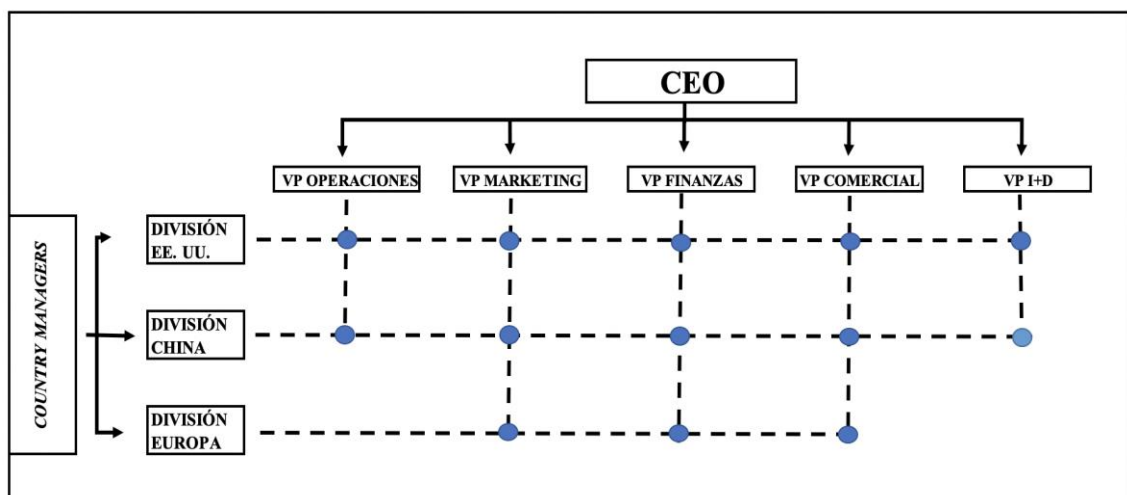 CEO
VP OPERACIONES
VP MARKETING
VP FINANZAS
VP COMERCIAL
VP I+D
COUNTRY MANAGERS
DIVISIÓN
EE. UU.
DIVISIÓN
CHINA
DIVISIÓN
EUROPA